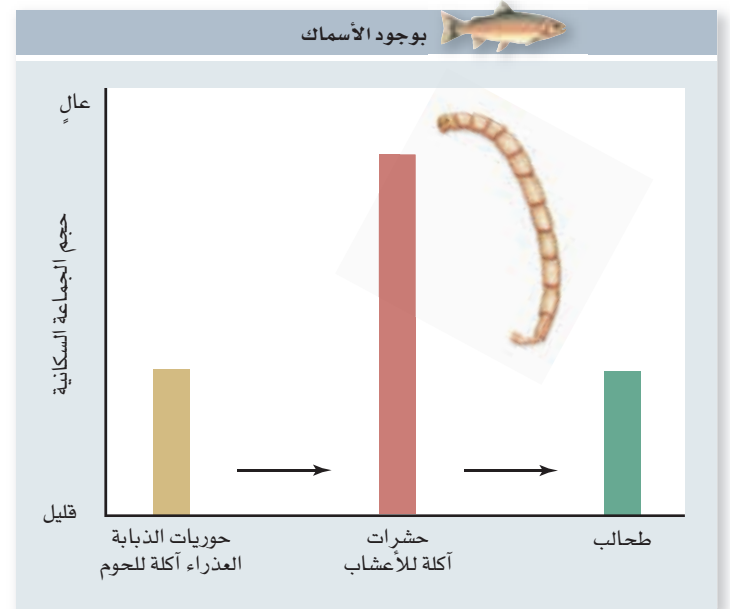 بوجود الأسماك
عالٍ
حجم الجماعة السكانية
قليل
حوريات الذبابة
العذراء آكلة للحوم
حشرات
آكلة للأعشاب
طحالب